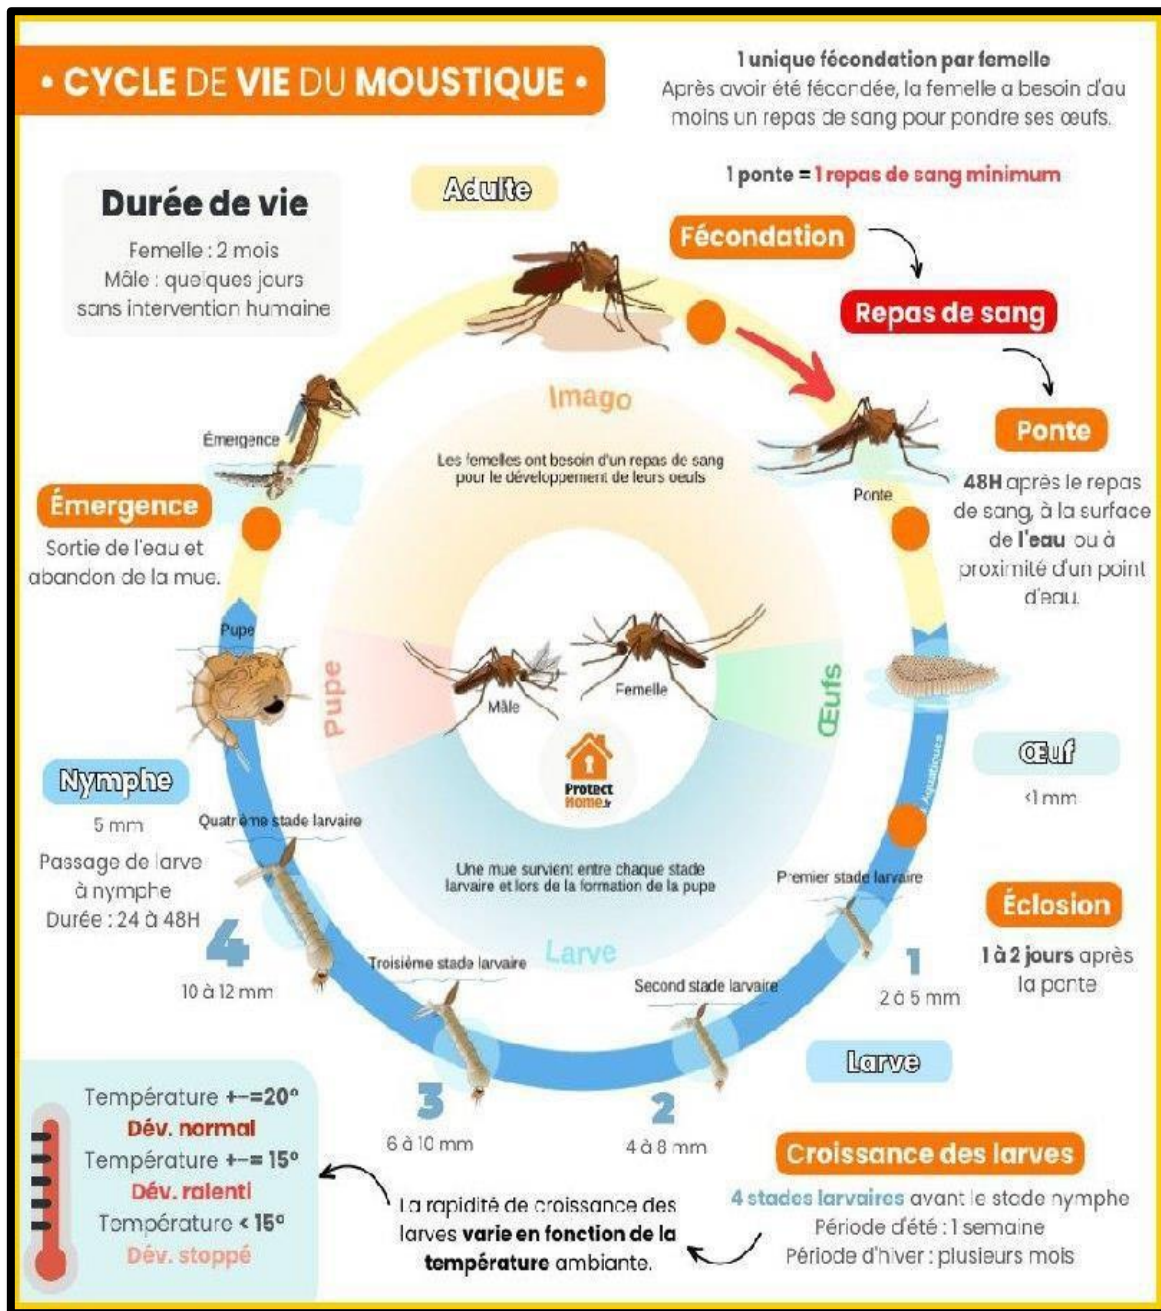 • CYCLE DE VIE DU MOUSTIQUE •
1 unique fécondation par femelle
Après avoir été fécondée, la femelle a besoin d'au
moins un repas de sang pour pondre ses œufs.
1 ponte = 1 repas de sang minimum
Durée de vie
Femelle : 2 mois
Mâle : quelques jours
sans intervention humaine
Adulte
Fécondation
Repas de sang
Ponte
48H après le repas
de sang, à la surface
de l'eau ou à
proximité d'un point
d'eau.
Ponte
Imago
Les femelles ont besoin d'un repas de sang
pour le développement de leurs oeufs
Émergence
Émergence
Sortie de l'eau et
abandon de la mue.
Pupe
Pupe
Mâle
Femelle
Œufs
Protect
Home.fr
Aquatiques
Œuf
<1 mm
Nymphe
5 mm
Passage de larve
à nymphe
Durée : 24 à 48H
Quatrième stade larvaire
4
10 à 12 mm
Une mue survient entre chaque stade
larvaire et lors de la formation de la pupe
Larve
Premier stade larvaire
1
2 à 5 mm
Éclosion
1 à 2 jours après
la ponte
Troisième stade larvaire
3
6 à 10 mm
Second stade larvaire
2
4 à 8 mm
Larve
Croissance des larves
4 stades larvaires avant le stade nymphe
Période d'été : 1 semaine
Période d'hiver : plusieurs mois
La rapidité de croissance des
larves varie en fonction de la
température ambiante.
Température +-=20°
Dév. normal
Température +-= 15°
Dév. ralenti
Température < 15°
Dév. stoppé